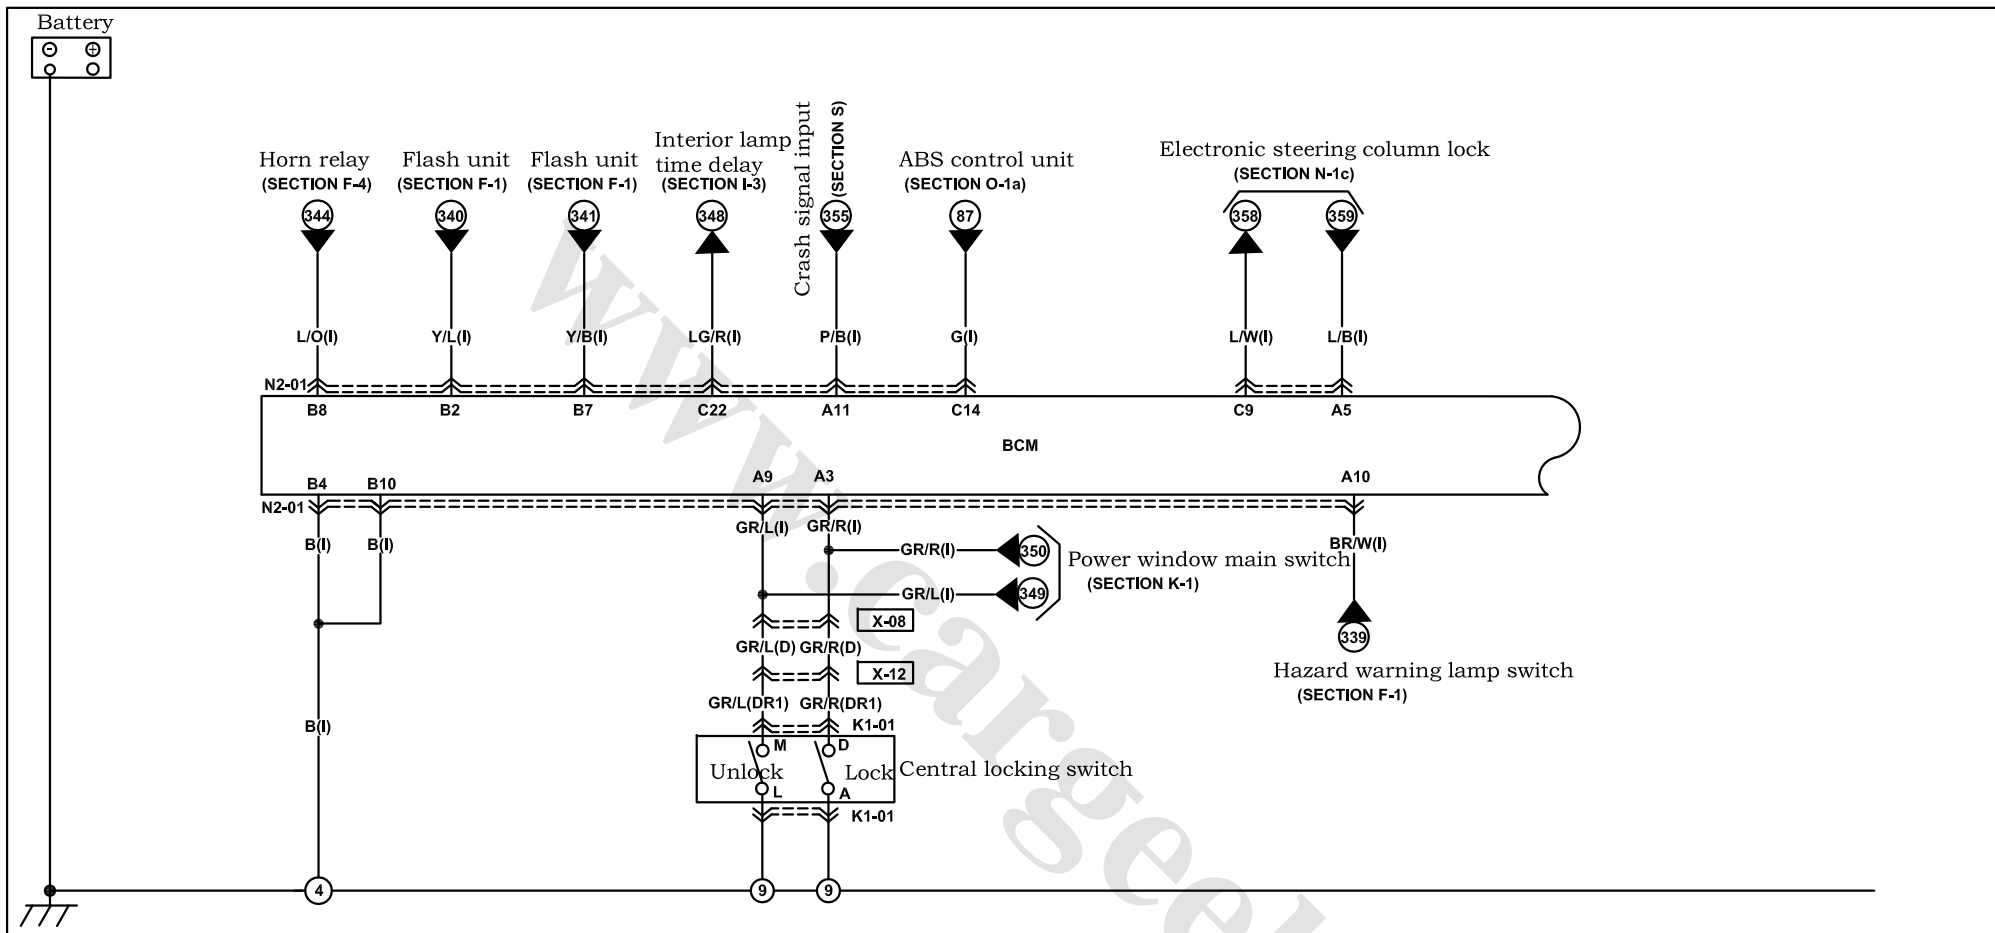 Battery
Horn relay
(SECTION F-4)
344
L/O(I)
Flash unit
(SECTION F-1)
340
Y/L(I)
Flash unit
(SECTION F-1)
341
Y/B(I)
Interior lamp
time delay
(SECTION I-3)
348
LG/R(I)
Crash signal input
(SECTION S)
355
P/B(I)
ABS control unit
(SECTION O-1a)
87
G(I)
Electronic steering column lock
(SECTION N-1c)
358
359
L/W(I)
L/B(I)
N2-01
B8 B2 B7 C22 A11 C14 C9 A5
BCM
B4 B10 A9 A3 A10
N2-01
B(I) B(I)
GR/L(I) GR/R(I)
GR/R(I)
350
GR/L(I)
349
Power window main switch
(SECTION K-1)
BR/W(I)
339
Hazard warning lamp switch
(SECTION F-1)
X-08
GR/L(D) GR/R(D)
X-12
GR/L(DR1) GR/R(DR1)
K1-01
B(I)
M D
Unlock Lock
L A
Central locking switch
K1-01
4 9 9
www.cargeek